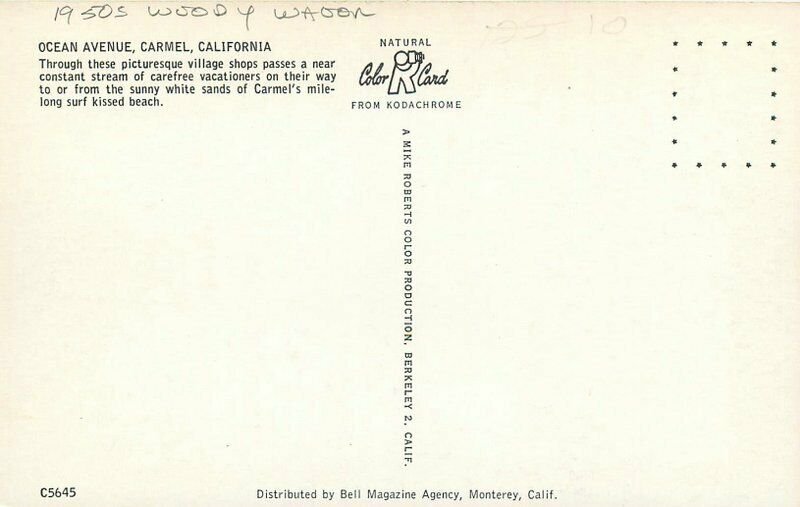 1950S WOODY WAGON
25 10
OCEAN AVENUE, CARMEL, CALIFORNIA
Through these picturesque village shops passes a near
constant stream of carefree vacationers on their way
to or from the sunny white sands of Carmel's mile-
long surf kissed beach.
NATURAL
Color Card
FROM KODACHROME
A MIKE ROBERTS COLOR PRODUCTION, BERKELEY 2, CALIF.
C5645
Distributed by Bell Magazine Agency, Monterey, Calif.